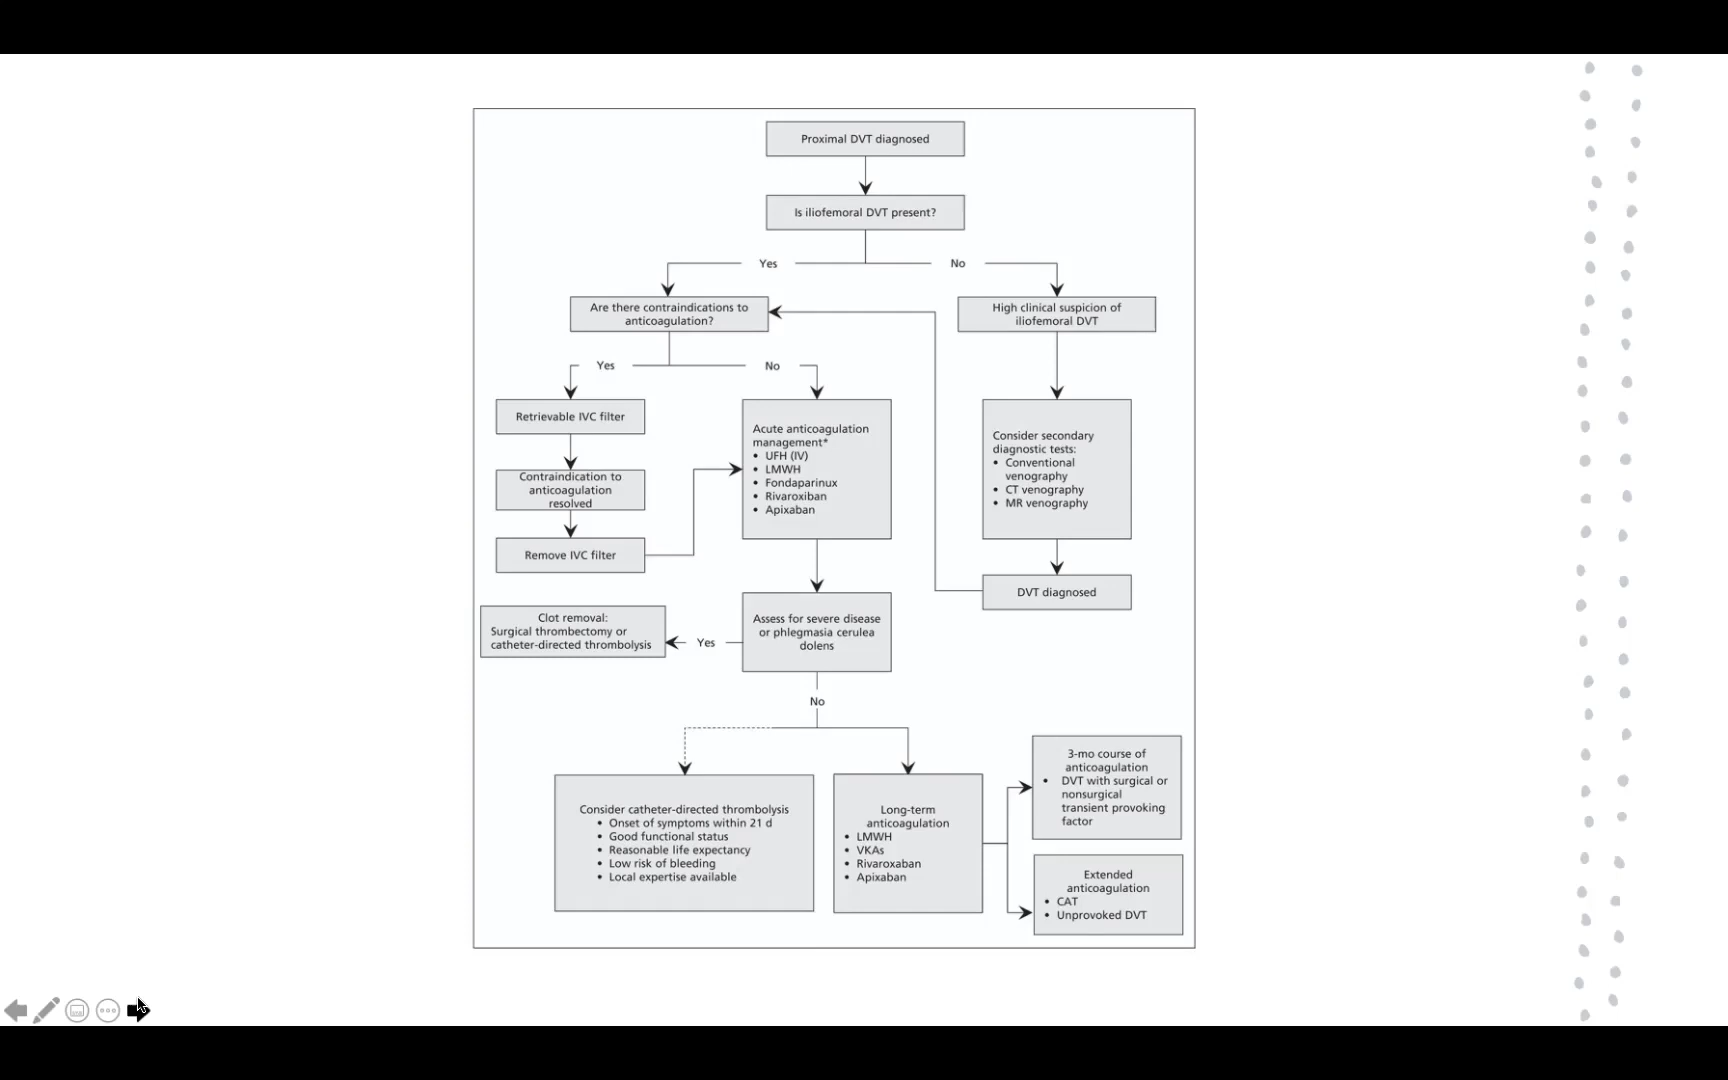 Proximal DVT diagnosed
Is iliofemoral DVT present?
Yes
No
Are there contraindications to
anticoagulation?
High clinical suspicion of
iliofemoral DVT
Yes
No
Retrievable IVC filter
Contraindication to
anticoagulation
resolved
Remove IVC filter
Acute anticoagulation
management*
• UFH (IV)
• LMWH
• Fondaparinux
• Rivaroxiban
• Apixaban
Consider secondary
diagnostic tests:
• Conventional
venography
• CT venography
• MR venography
DVT diagnosed
Clot removal:
Surgical thrombectomy or
catheter-directed thrombolysis
Yes
Assess for severe disease
or phlegmasia cerulea
dolens
No
Consider catheter-directed thrombolysis
• Onset of symptoms within 21 d
• Good functional status
• Reasonable life expectancy
• Low risk of bleeding
• Local expertise available
Long-term
anticoagulation
• LMWH
• VKAs
• Rivaroxaban
• Apixaban
3-mo course of
anticoagulation
• DVT with surgical or
nonsurgical
transient provoking
factor
Extended
anticoagulation
• CAT
• Unprovoked DVT